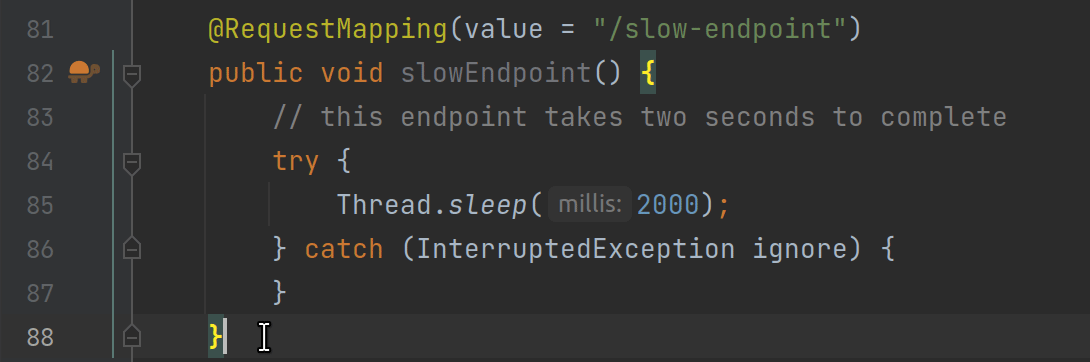 81 @RequestMapping(value = "/slow-endpoint")
82 public void slowEndpoint() {
83 // this endpoint takes two seconds to complete
84 try {
85 Thread.sleep( millis: 2000);
86 } catch (InterruptedException ignore) {
87 }
88 }